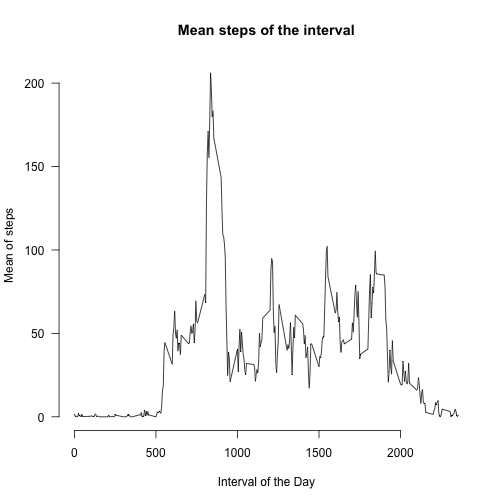 Mean steps of the interval
200
150
100
50
0
Mean of steps
0 500 1000 1500 2000
Interval of the Day